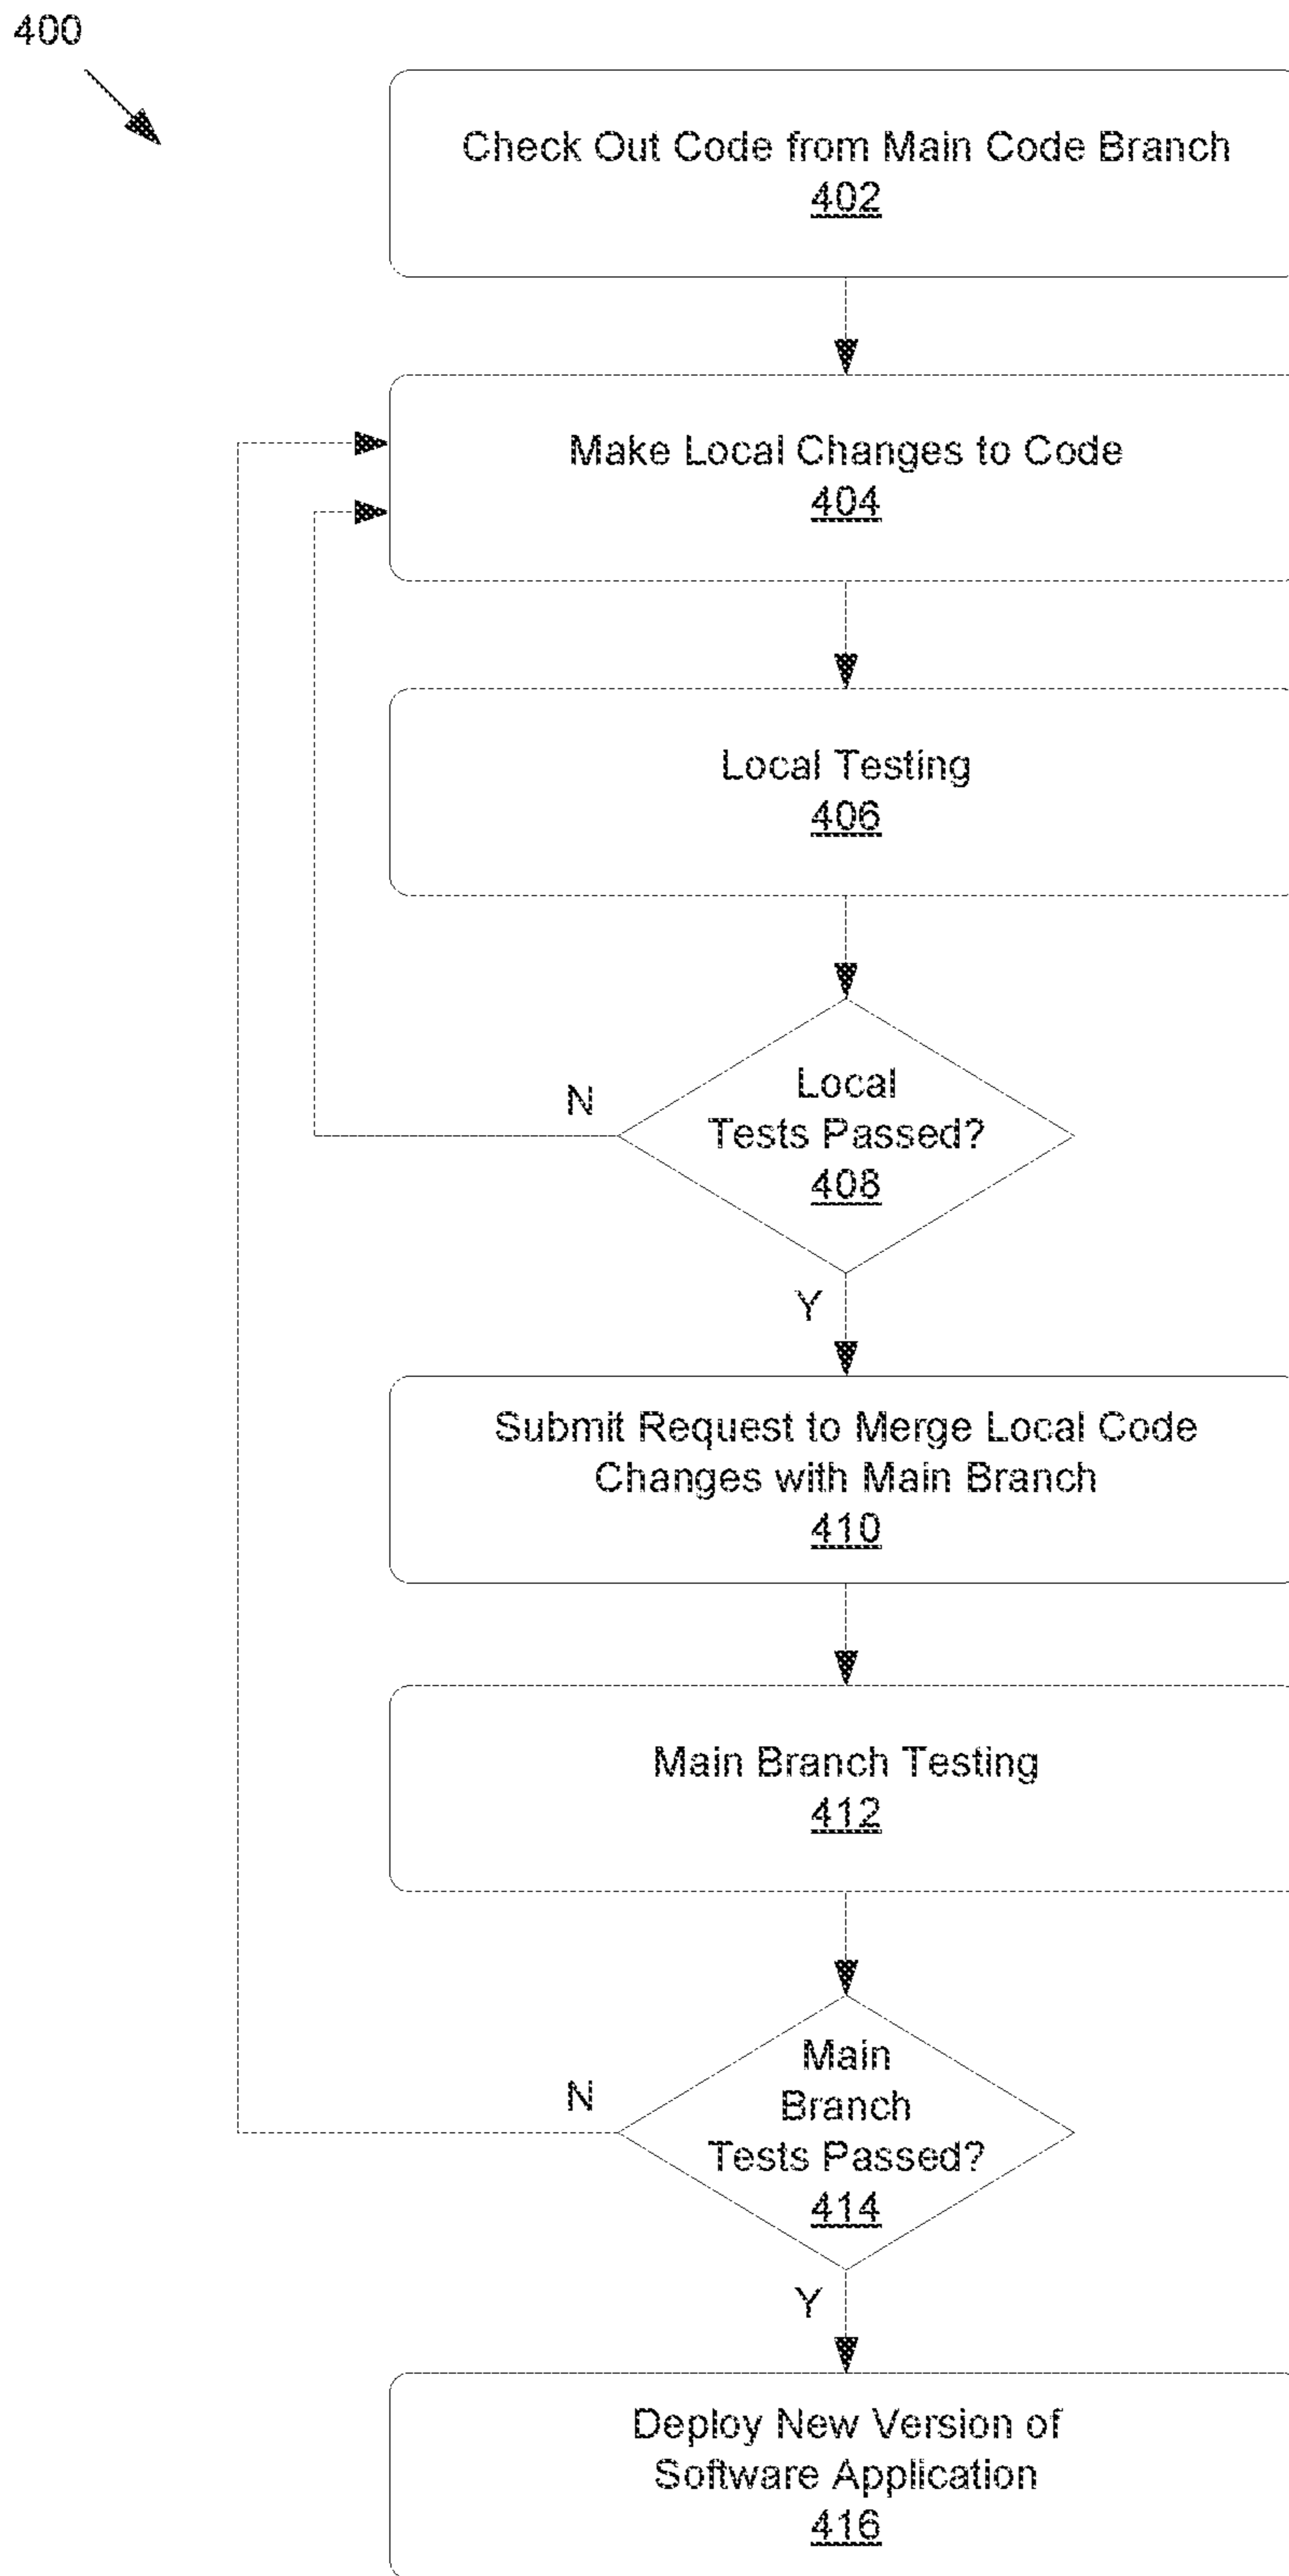 400
Check Out Code from Main Code Branch
402
Make Local Changes to Code
404
Local Testing
406
Local
Tests Passed?
408
N
Y
Submit Request to Merge Local Code
Changes with Main Branch
410
Main Branch Testing
412
Main
Branch
Tests Passed?
414
N
Y
Deploy New Version of
Software Application
416